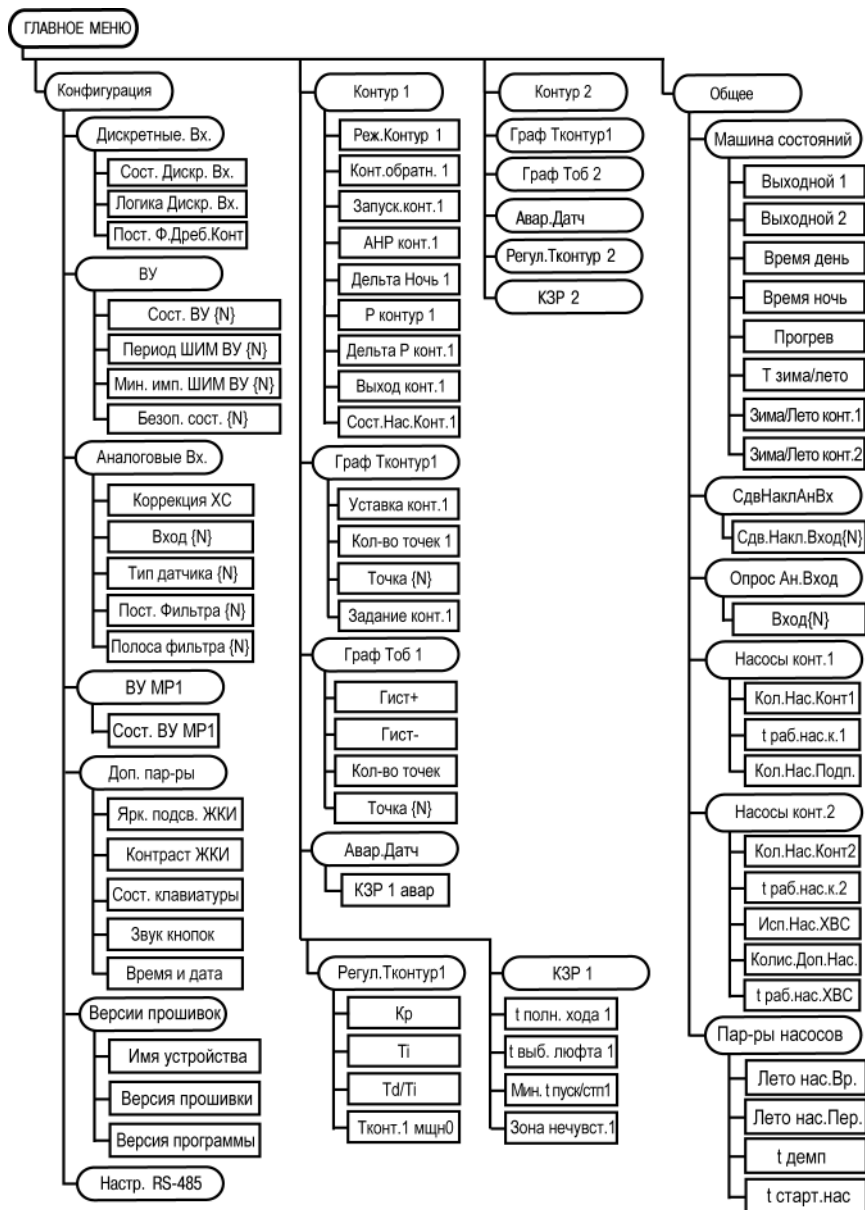 ГЛАВНОЕ МЕНЮ
Конфигурация
Дискретные. Вх.
Сост. Дискр. Вх.
Логика Дискр. Вх.
Пост. Ф.Дреб.Конт
ВУ
Сост. ВУ {N}
Период ШИМ ВУ {N}
Мин. имп. ШИМ ВУ {N}
Безоп. сост. {N}
Аналоговые Вх.
Коррекция ХС
Вход {N}
Тип датчика {N}
Пост. Фильтра {N}
Полоса фильтра {N}
ВУ МР1
Сост. ВУ МР1
Доп. пар-ры
Ярк. подсв. ЖКИ
Контраст ЖКИ
Сост. клавиатуры
Звук кнопок
Время и дата
Версии прошивок
Имя устройства
Версия прошивки
Версия программы
Настр. RS-485
Контур 1
Реж.Контур 1
Конт.обратн. 1
Запуск.конт.1
АНР конт.1
Дельта Ночь 1
Р контур 1
Дельта Р конт.1
Выход конт.1
Сост.Нас.Конт.1
Граф Тконтур1
Уставка конт.1
Кол-во точек 1
Точка {N}
Задание конт.1
Граф Тоб 1
Гист+
Гист-
Кол-во точек
Точка {N}
Авар.Датч
КЗР 1 авар
Регул.Тконтур1
Кр
Ti
Td/Ti
Тконт.1 мщн0
КЗР 1
t полн. хода 1
t выб. люфта 1
Мин. t пуск/стп1
Зона нечувст.1
Контур 2
Граф Тконтур1
Граф Тоб 2
Авар.Датч
Регул.Тконтур 2
КЗР 2
Общее
Машина состояний
Выходной 1
Выходной 2
Время день
Время ночь
Прогрев
Т зима/лето
Зима/Лето конт.1
Зима/Лето конт.2
СдвНаклАнВх
Сдв.Накл.Вход{N}
Опрос Ан.Вход
Вход{N}
Насосы конт.1
Кол.Нас.Конт1
t раб.нас.к.1
Кол.Нас.Подп.
Насосы конт.2
Кол.Нас.Конт2
t раб.нас.к.2
Исп.Нас.ХВС
Колис.Доп.Нас.
t раб.нас.ХВС
Пар-ры насосов
Лето нас.Вр.
Лето нас.Пер.
t демп
t старт.нас